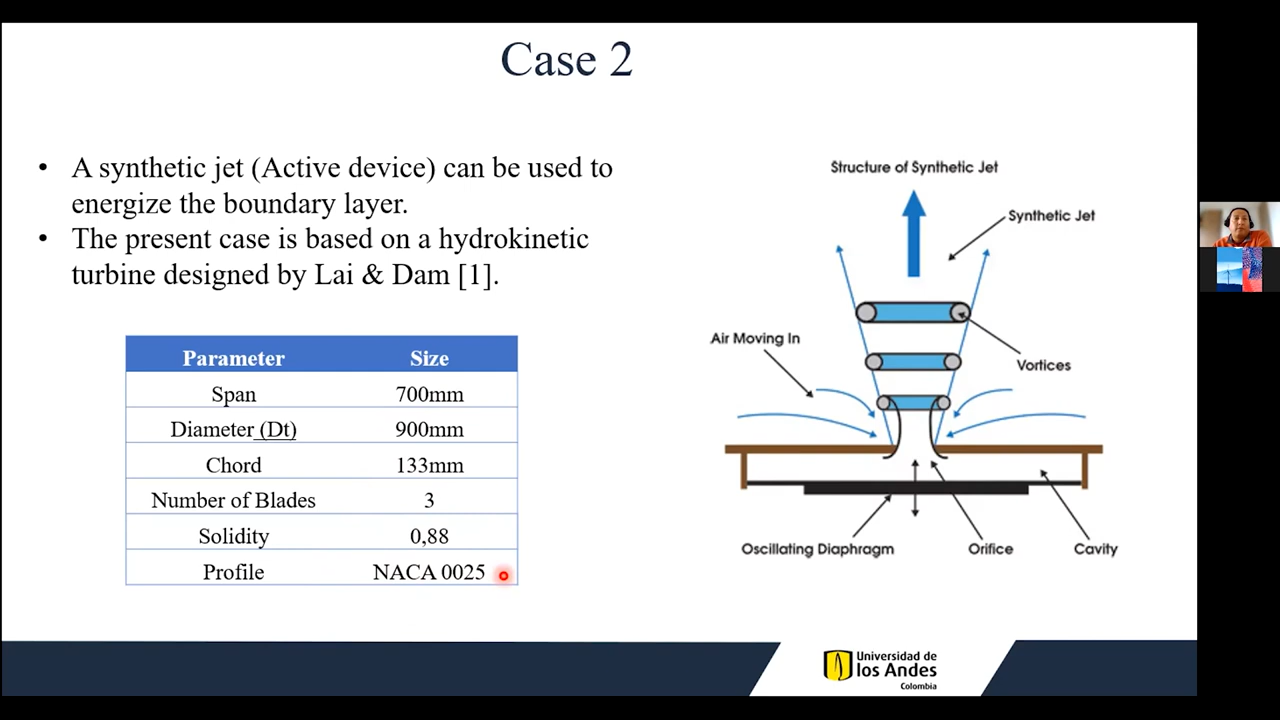 Case 2
• A synthetic jet (Active device) can be used to
energize the boundary layer.
• The present case is based on a hydrokinetic
turbine designed by Lai & Dam [1].
Parameter Size
Span 700mm
Diameter (Dt) 900mm
Chord 133mm
Number of Blades 3
Solidity 0,88
Profile NACA 0025
Structure of Synthetic Jet
Synthetic Jet
Air Moving In
Vortices
Oscillating Diaphragm
Orifice
Cavity
Universidad de
los Andes
Colombia